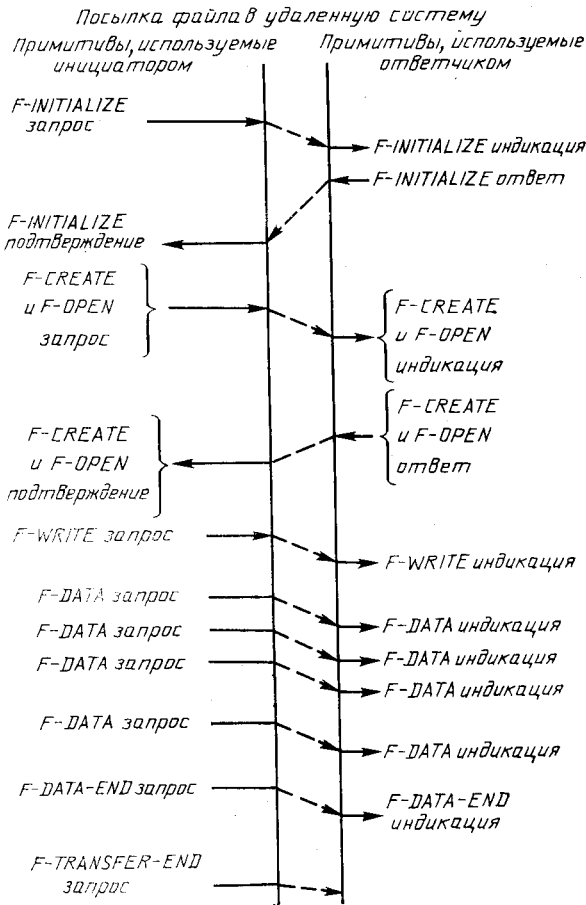 Посылка файла в удаленную систему
Примитивы, используемые
инициатором
Примитивы, используемые
ответчиком
F-INITIALIZE
запрос
F-INITIALIZE индикация
F-INITIALIZE ответ
F-INITIALIZE
подтверждение
F-CREATE
и F-OPEN
запрос
F-CREATE
и F-OPEN
индикация
F-CREATE
и F-OPEN
ответ
F-CREATE
и F-OPEN
подтверждение
F-WRITE запрос
F-WRITE индикация
F-DATA запрос
F-DATA индикация
F-DATA запрос
F-DATA индикация
F-DATA запрос
F-DATA индикация
F-DATA запрос
F-DATA индикация
F-DATA-END запрос
F-DATA-END
индикация
F-TRANSFER-END
запрос